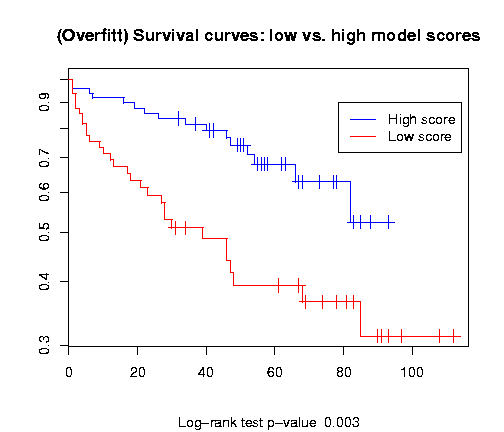 (Overfitt) Survival curves: low vs. high model scores
0.9
High score
Low score
0.7
0.6
0.5
0.4
0.3
0 20 40 60 80 100
Log-rank test p-value 0.003